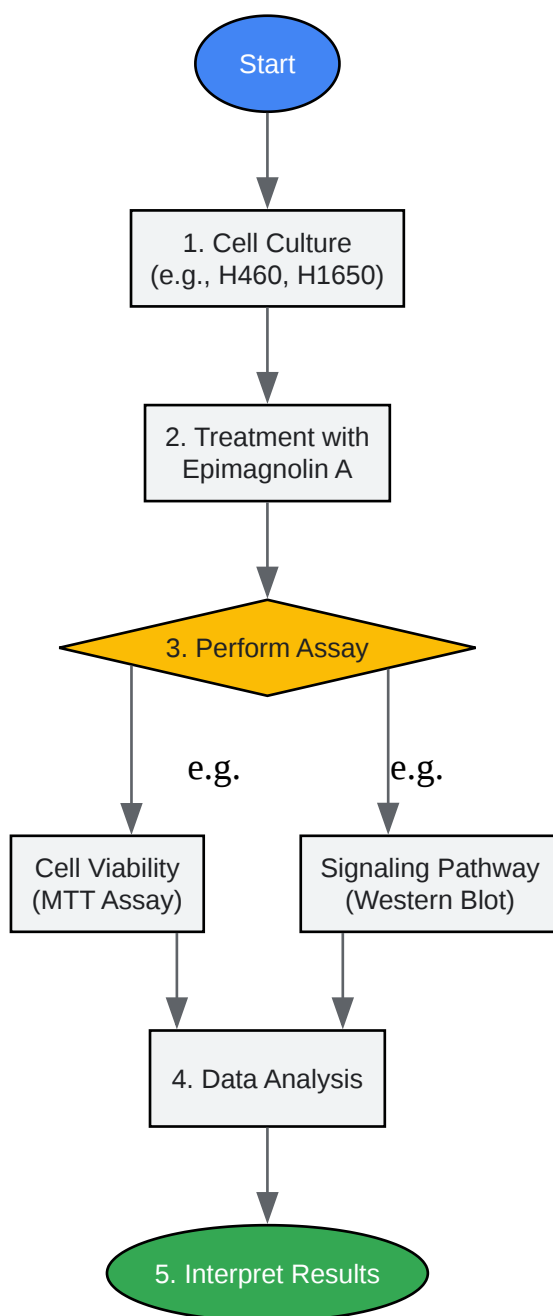 Start
1. Cell Culture
(e.g., H460, H1650)
2. Treatment with
Epimagnolin A
3. Perform Assay
e.g.
e.g.
Cell Viability
(MTT Assay)
Signaling Pathway
(Western Blot)
4. Data Analysis
5. Interpret Results